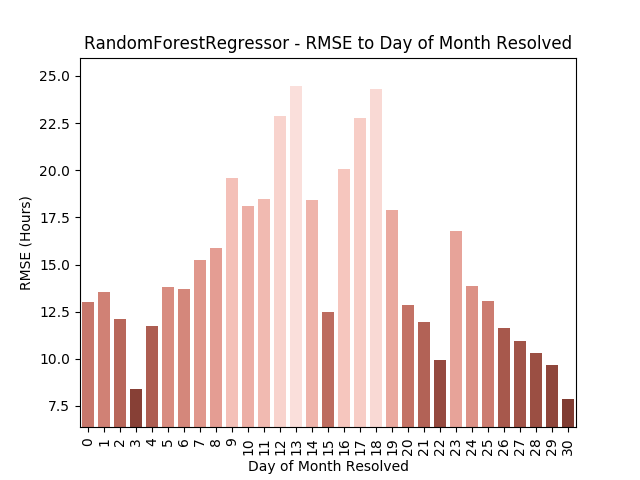 RandomForestRegressor - RMSE to Day of Month Resolved
25.0
22.5
20.0
17.5
15.0
12.5
10.0
7.5
RMSE (Hours)
0 1 2 3 4 5 6 7 8 9 10 11 12 13 14 15 16 17 18 19 20 21 22 23 24 25 26 27 28 29 30
Day of Month Resolved